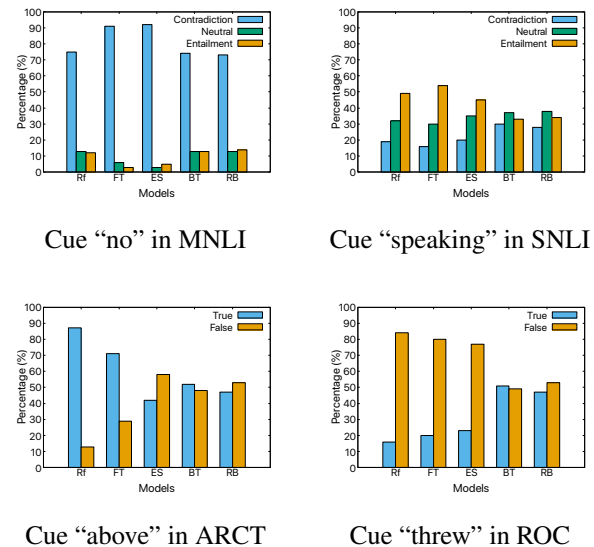 100
90
80
70
60
50
40
30
20
10
0
Percentage (%)
Contradiction
Neutral
Entailment
Rf FT ES BT RB
Models
Cue “no” in MNLI
100
90
80
70
60
50
40
30
20
10
0
Percentage (%)
Contradiction
Neutral
Entailment
Rf FT ES BT RB
Models
Cue “speaking” in SNLI
100
90
80
70
60
50
40
30
20
10
0
Percentage (%)
True
False
Rf FT ES BT RB
Models
Cue “above” in ARCT
100
90
80
70
60
50
40
30
20
10
0
Percentage (%)
True
False
Rf FT ES BT RB
Models
Cue “threw” in ROC